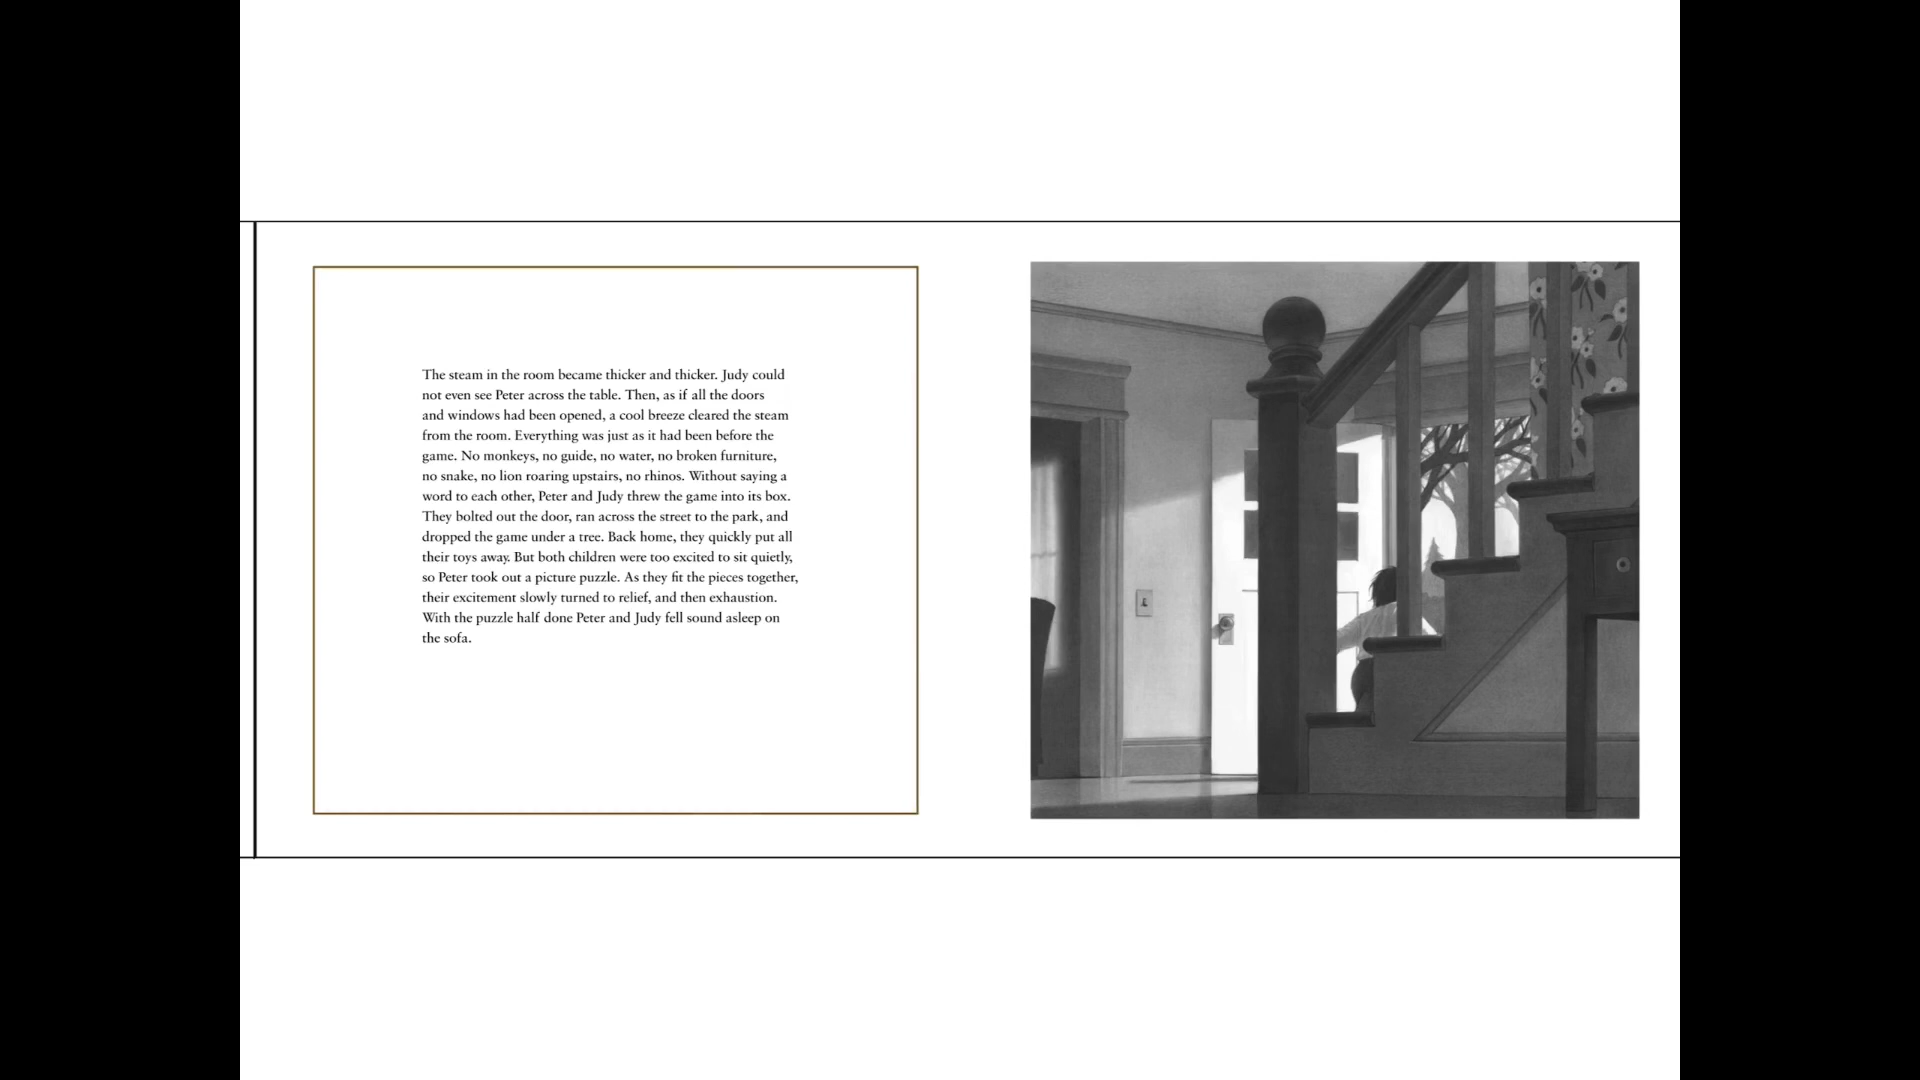 The steam in the room became thicker and thicker. Judy could
not even see Peter across the table. Then, as if all the doors
and windows had been opened, a cool breeze cleared the steam
from the room. Everything was just as it had been before the
game. No monkeys, no guide, no water, no broken furniture,
no snake, no lion roaring upstairs, no rhinos. Without saying a
word to each other, Peter and Judy threw the game into its box.
They bolted out the door, ran across the street to the park, and
dropped the game under a tree. Back home, they quickly put all
their toys away. But both children were too excited to sit quietly,
so Peter took out a picture puzzle. As they fit the pieces together,
their excitement slowly turned to relief, and then exhaustion.
With the puzzle half done Peter and Judy fell sound asleep on
the sofa.